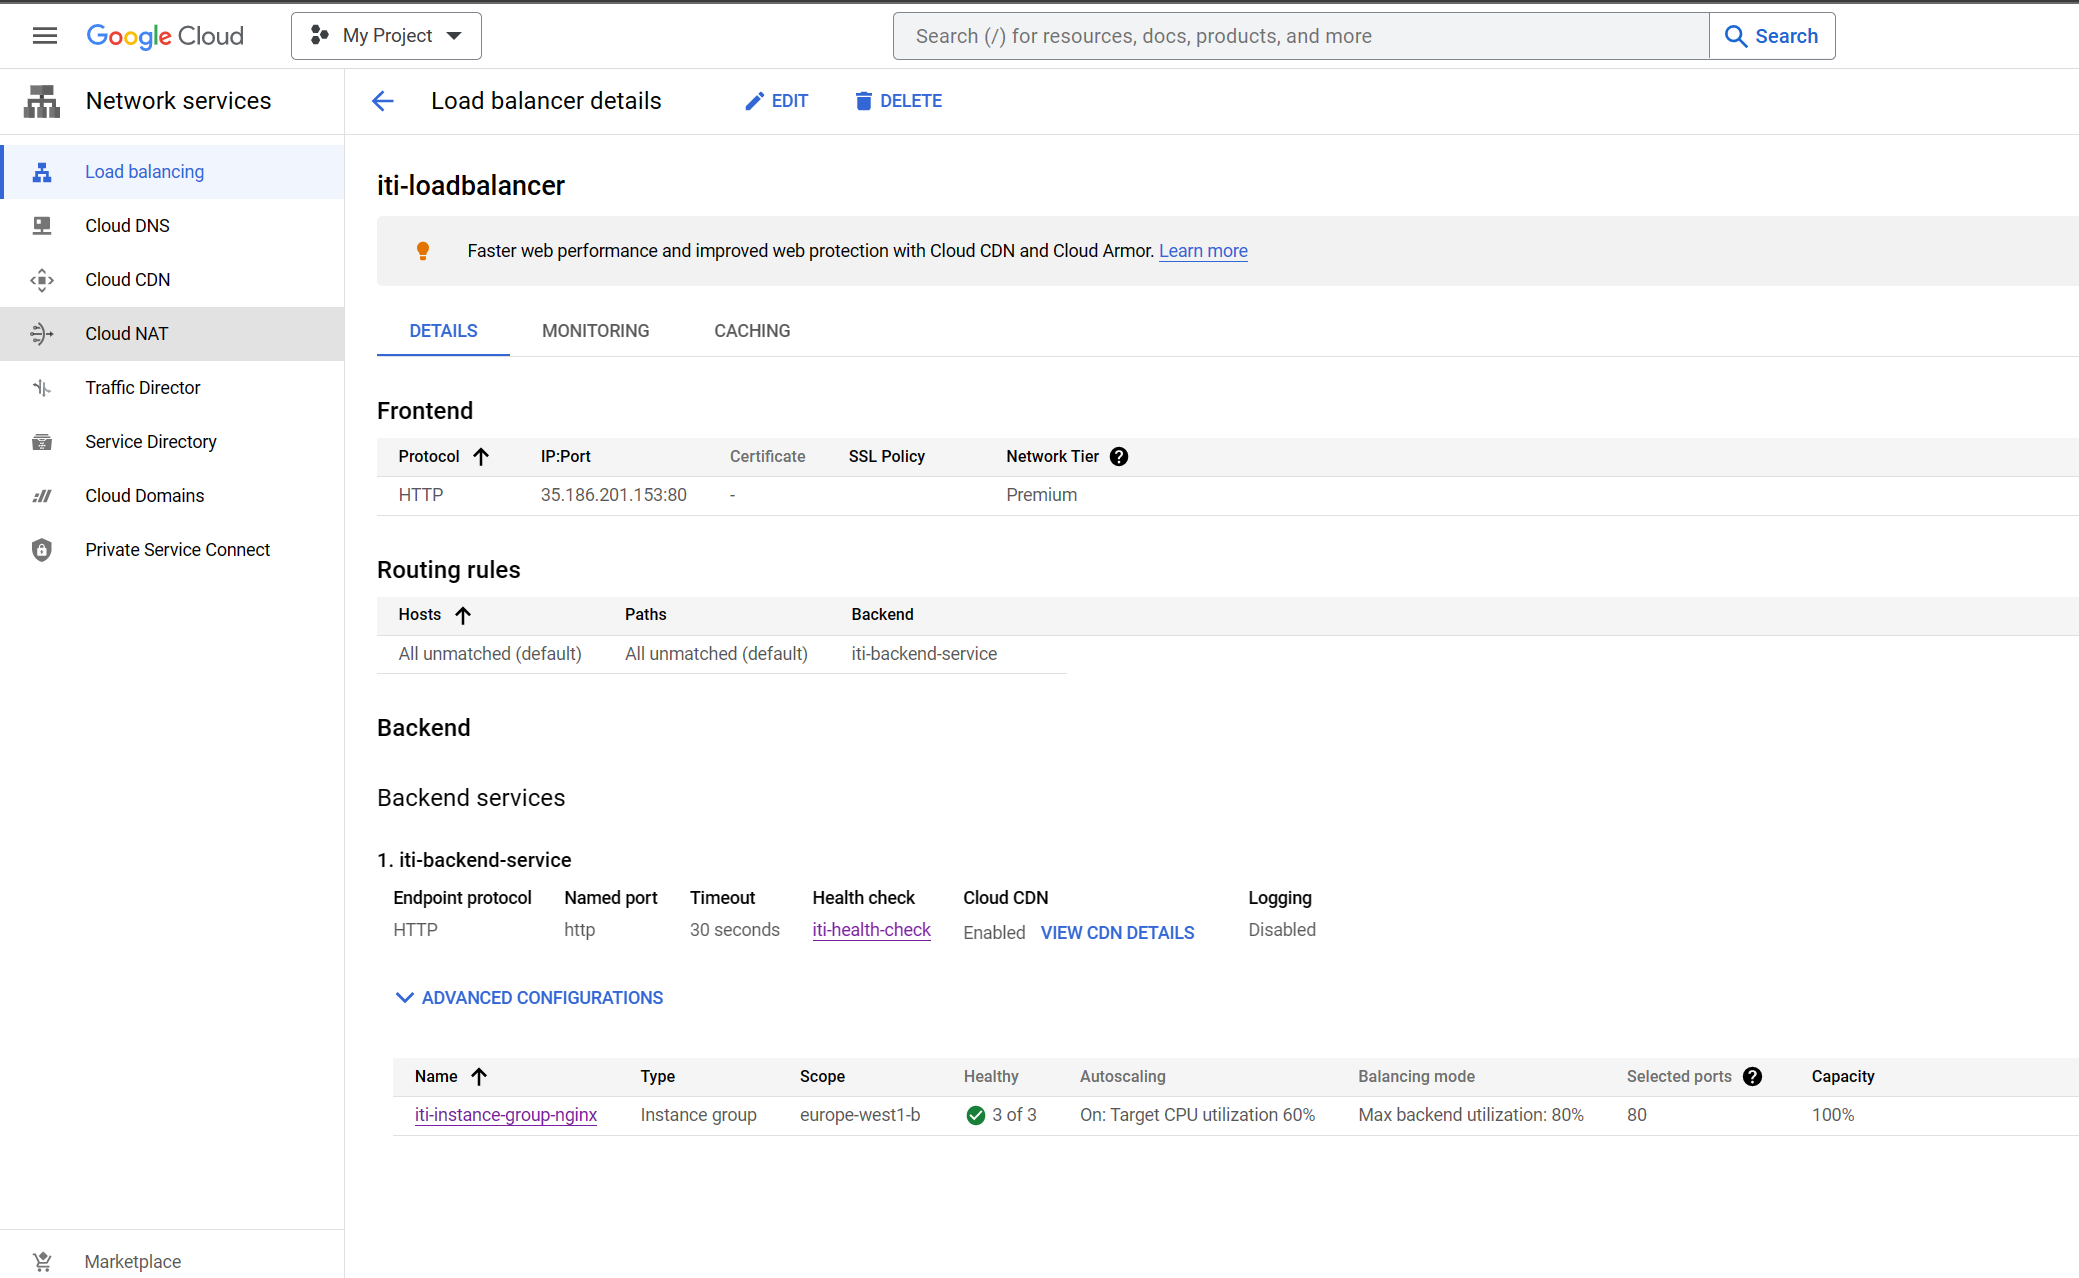 Google Cloud
My Project
Search (/) for resources, docs, products, and more
Search
Network services
Load balancer details
EDIT
DELETE
Load balancing
Cloud DNS
Cloud CDN
Cloud NAT
Traffic Director
Service Directory
Cloud Domains
Private Service Connect
Marketplace
iti-loadbalancer
Faster web performance and improved web protection with Cloud CDN and Cloud Armor. Learn more
DETAILS MONITORING CACHING
Frontend
Protocol IP:Port Certificate SSL Policy Network Tier ?
HTTP 35.186.201.153:80 - Premium
Routing rules
Hosts Paths Backend
All unmatched (default) All unmatched (default) iti-backend-service
Backend
Backend services
1. iti-backend-service
Endpoint protocol Named port Timeout Health check Cloud CDN Logging
HTTP http 30 seconds iti-health-check Enabled VIEW CDN DETAILS Disabled
ADVANCED CONFIGURATIONS
Name Type Scope Healthy Autoscaling Balancing mode Selected ports ? Capacity
iti-instance-group-nginx Instance group europe-west1-b 3 of 3 On: Target CPU utilization 60% Max backend utilization: 80% 80 100%